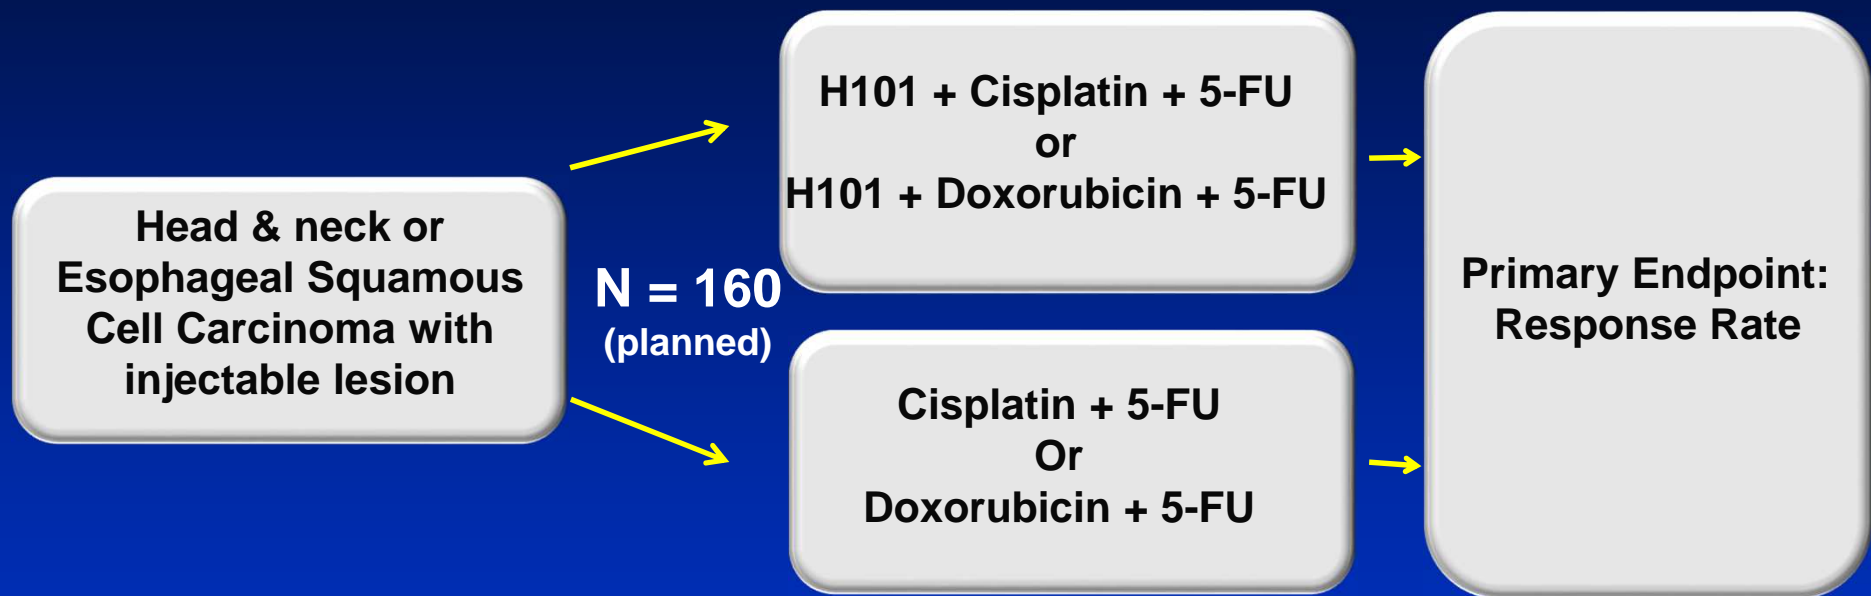 Head & neck or
Esophageal Squamous
Cell Carcinoma with
injectable lesion
N = 160
(planned)
H101 + Cisplatin + 5-FU
or
H101 + Doxorubicin + 5-FU
Cisplatin + 5-FU
Or
Doxorubicin + 5-FU
Primary Endpoint:
Response Rate